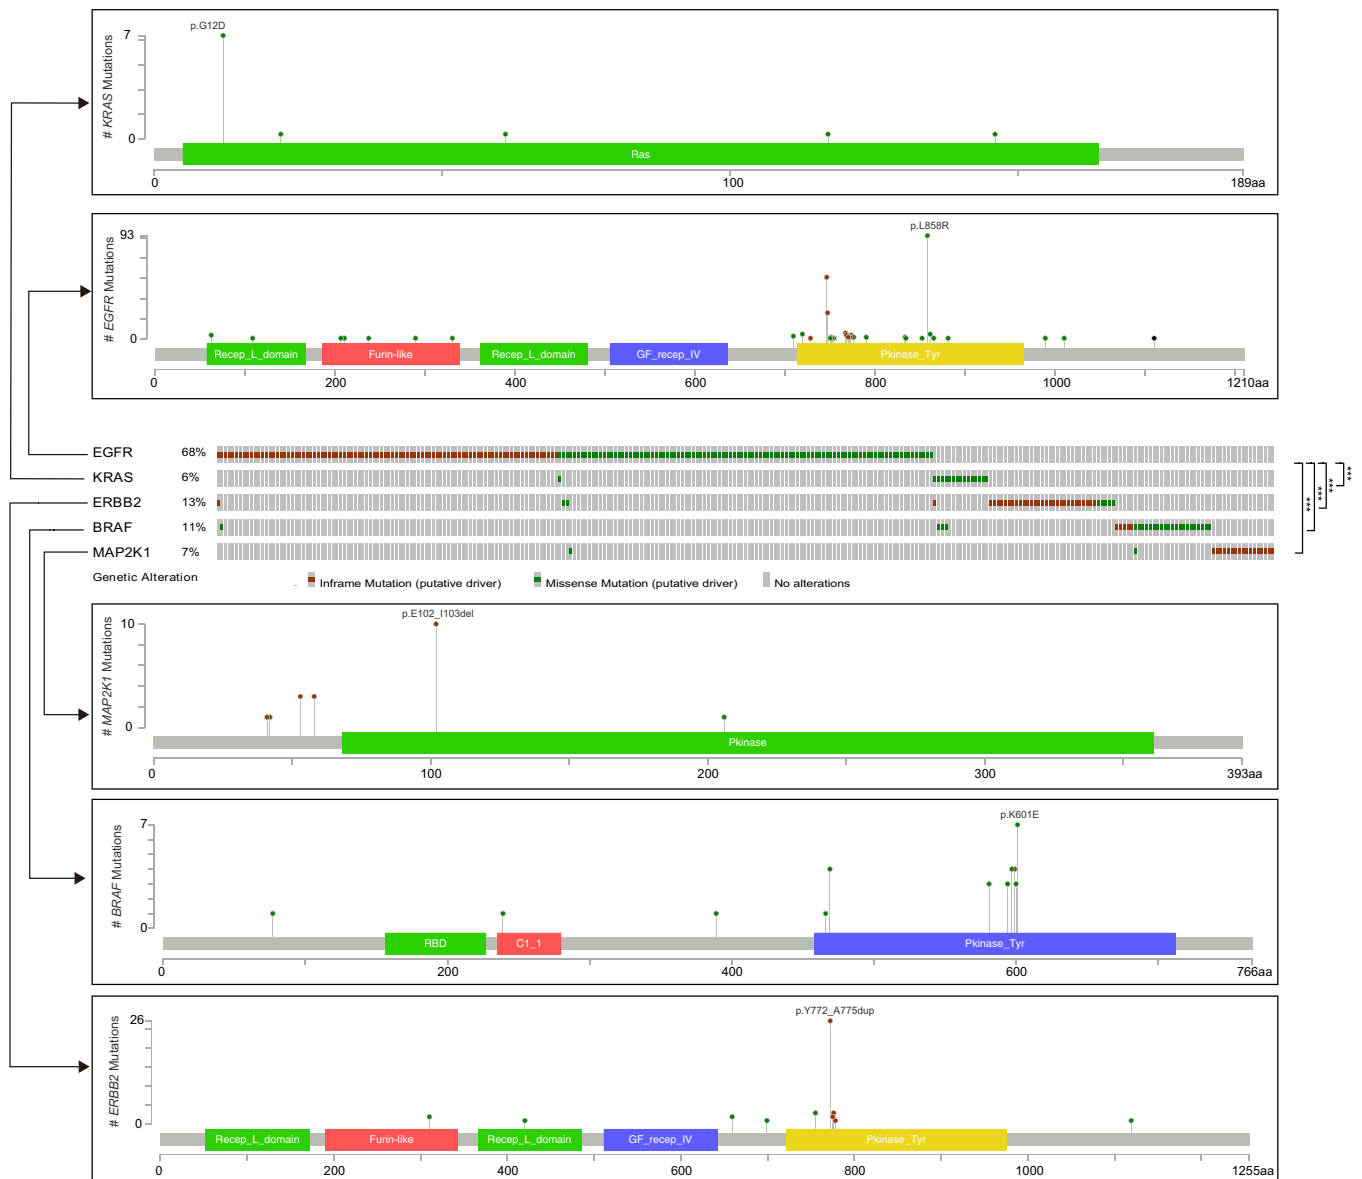 p.G12D
7
# KRAS Mutations
0
Ras
0 100 189aa
p.L858R
93
# EGFR Mutations
0
Recep_L_domain Furin-like Recep_L_domain GF_recep_IV Pkinase_Tyr
0 200 400 600 800 1000 1210aa
EGFR 68%
KRAS 6%
ERBB2 13%
BRAF 11%
MAP2K1 7%
*** *** *** ***
Genetic Alteration Inframe Mutation (putative driver) Missense Mutation (putative driver) No alterations
p.E102_I103del
10
# MAP2K1 Mutations
0
Pkinase
0 100 200 300 393aa
p.K601E
7
# BRAF Mutations
0
RBD C1_1 Pkinase_Tyr
0 200 400 600 766aa
p.Y772_A775dup
26
# ERBB2 Mutations
0
Recep_L_domain Furin-like Recep_L_domain GF_recep_IV Pkinase_Tyr
0 200 400 600 800 1000 1255aa